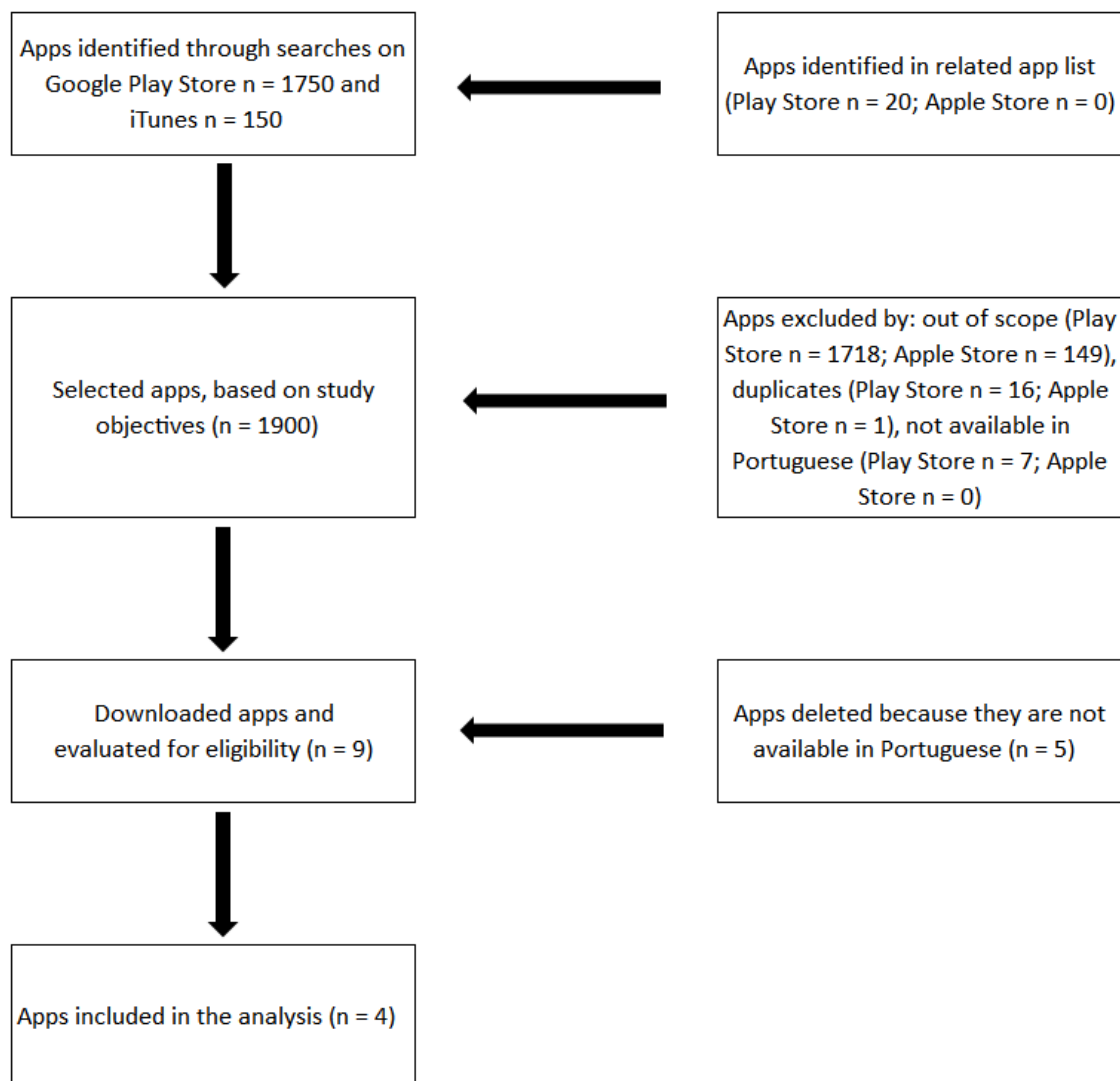 Apps identified through searches on
Google Play Store n = 1750 and
iTunes n = 150
Apps identified in related app list
(Play Store n = 20; Apple Store n = 0)
Selected apps, based on study
objectives (n = 1900)
Apps excluded by: out of scope (Play
Store n = 1718; Apple Store n = 149),
duplicates (Play Store n = 16; Apple
Store n = 1), not available in
Portuguese (Play Store n = 7; Apple
Store n = 0)
Downloaded apps and
evaluated for eligibility (n = 9)
Apps deleted because they are not
available in Portuguese (n = 5)
Apps included in the analysis (n = 4)